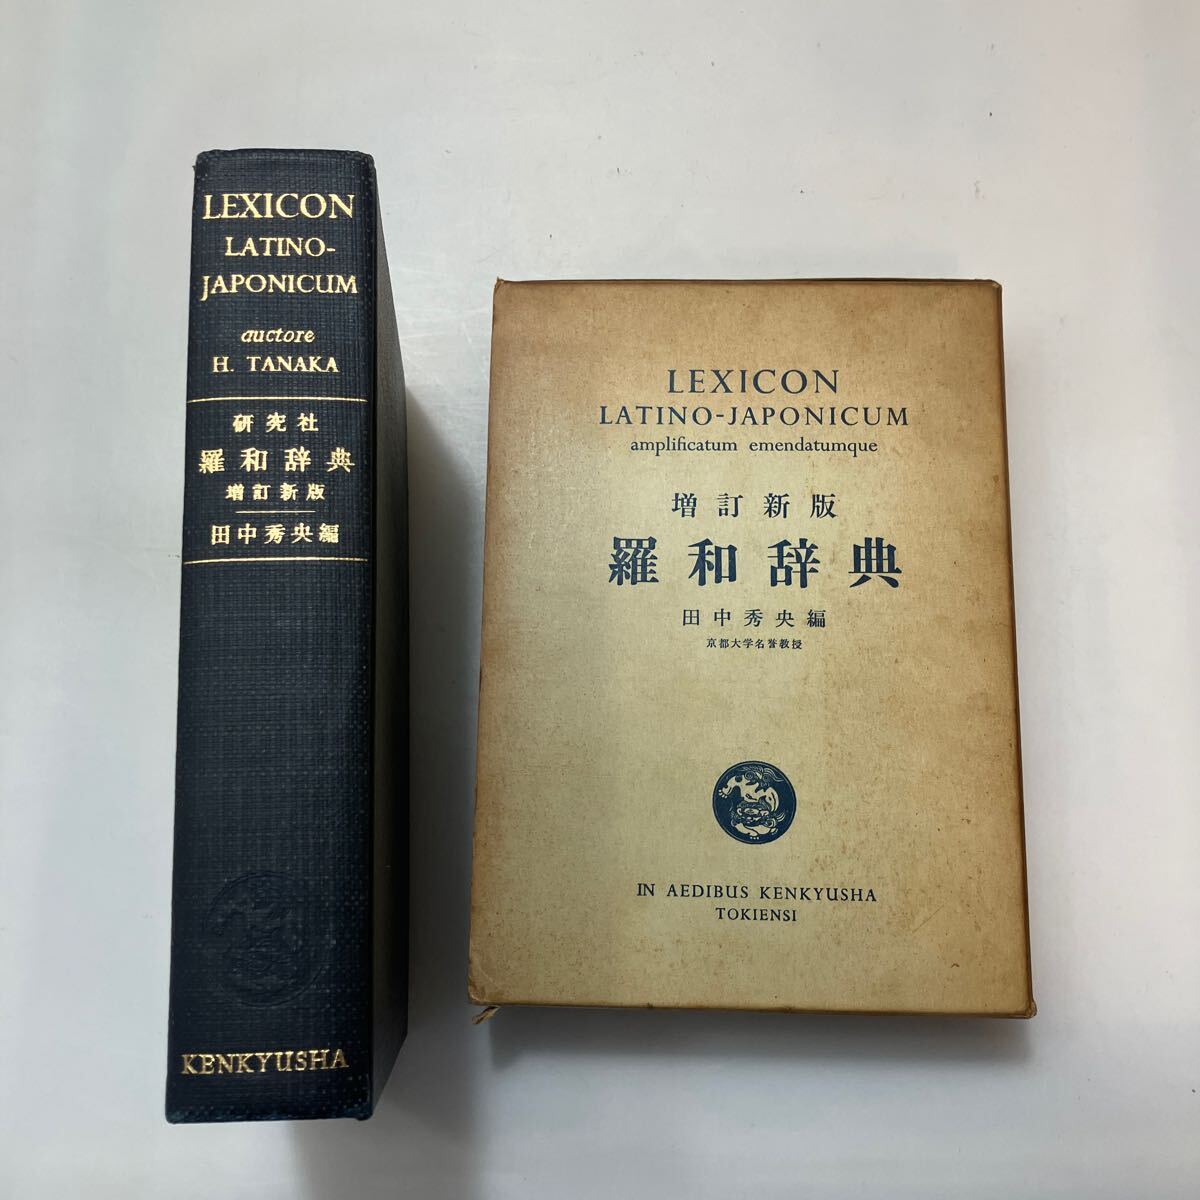 LEXICON
LATINO-
JAPONICUM
auctore
H. TANAKA
研究社
羅和辞典
増訂新版
田中秀央編
KENKYUSHA
LEXICON
LATINO-JAPONICUM
amplificatum emendatumque
増訂新版
羅和辞典
田中秀央編
京都大学名誉教授
IN AEDIBUS KENKYUSHA
TOKIENSI